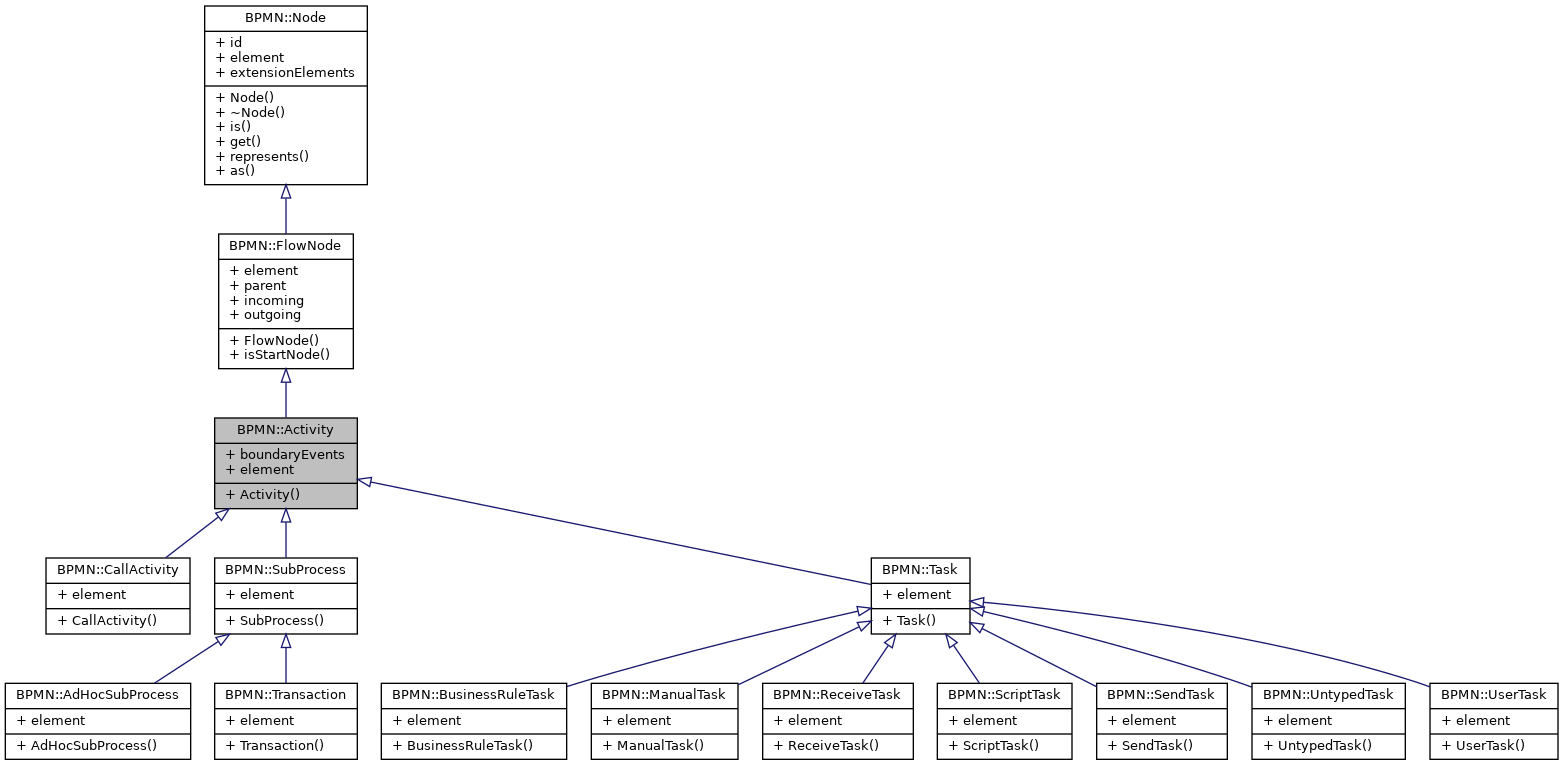 BPMN::Node
+ id
+ element
+ extensionElements
+ Node()
+ ~Node()
+ is()
+ get()
+ represents()
+ as()
BPMN::FlowNode
+ element
+ parent
+ incoming
+ outgoing
+ FlowNode()
+ isStartNode()
BPMN::Activity
+ boundaryEvents
+ element
+ Activity()
BPMN::CallActivity
+ element
+ CallActivity()
BPMN::SubProcess
+ element
+ SubProcess()
BPMN::Task
+ element
+ Task()
BPMN::AdHocSubProcess
+ element
+ AdHocSubProcess()
BPMN::Transaction
+ element
+ Transaction()
BPMN::BusinessRuleTask
+ element
+ BusinessRuleTask()
BPMN::ManualTask
+ element
+ ManualTask()
BPMN::ReceiveTask
+ element
+ ReceiveTask()
BPMN::ScriptTask
+ element
+ ScriptTask()
BPMN::SendTask
+ element
+ SendTask()
BPMN::UntypedTask
+ element
+ UntypedTask()
BPMN::UserTask
+ element
+ UserTask()